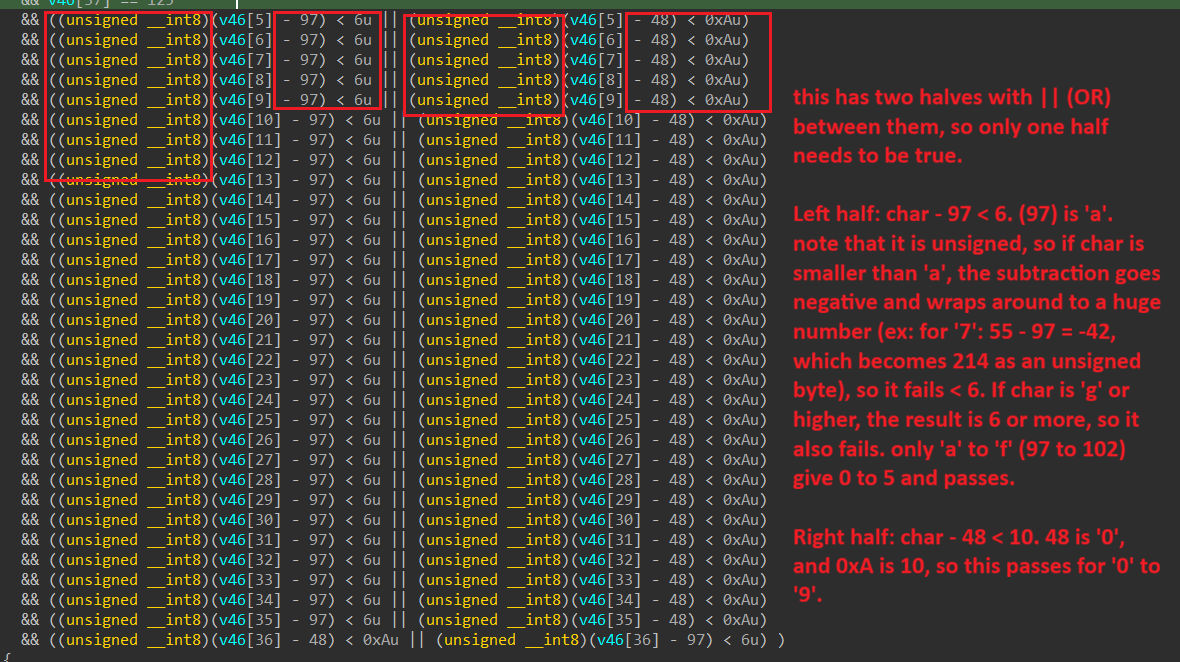 && v46[37] == 125
&& ((unsigned __int8)(v46[5] - 97) < 6u || (unsigned __int8)(v46[5] - 48) < 0xAu)
&& ((unsigned __int8)(v46[6] - 97) < 6u || (unsigned __int8)(v46[6] - 48) < 0xAu)
&& ((unsigned __int8)(v46[7] - 97) < 6u || (unsigned __int8)(v46[7] - 48) < 0xAu)
&& ((unsigned __int8)(v46[8] - 97) < 6u || (unsigned __int8)(v46[8] - 48) < 0xAu)
&& ((unsigned __int8)(v46[9] - 97) < 6u || (unsigned __int8)(v46[9] - 48) < 0xAu)
&& ((unsigned __int8)(v46[10] - 97) < 6u || (unsigned __int8)(v46[10] - 48) < 0xAu)
&& ((unsigned __int8)(v46[11] - 97) < 6u || (unsigned __int8)(v46[11] - 48) < 0xAu)
&& ((unsigned __int8)(v46[12] - 97) < 6u || (unsigned __int8)(v46[12] - 48) < 0xAu)
&& ((unsigned __int8)(v46[13] - 97) < 6u || (unsigned __int8)(v46[13] - 48) < 0xAu)
&& ((unsigned __int8)(v46[14] - 97) < 6u || (unsigned __int8)(v46[14] - 48) < 0xAu)
&& ((unsigned __int8)(v46[15] - 97) < 6u || (unsigned __int8)(v46[15] - 48) < 0xAu)
&& ((unsigned __int8)(v46[16] - 97) < 6u || (unsigned __int8)(v46[16] - 48) < 0xAu)
&& ((unsigned __int8)(v46[17] - 97) < 6u || (unsigned __int8)(v46[17] - 48) < 0xAu)
&& ((unsigned __int8)(v46[18] - 97) < 6u || (unsigned __int8)(v46[18] - 48) < 0xAu)
&& ((unsigned __int8)(v46[19] - 97) < 6u || (unsigned __int8)(v46[19] - 48) < 0xAu)
&& ((unsigned __int8)(v46[20] - 97) < 6u || (unsigned __int8)(v46[20] - 48) < 0xAu)
&& ((unsigned __int8)(v46[21] - 97) < 6u || (unsigned __int8)(v46[21] - 48) < 0xAu)
&& ((unsigned __int8)(v46[22] - 97) < 6u || (unsigned __int8)(v46[22] - 48) < 0xAu)
&& ((unsigned __int8)(v46[23] - 97) < 6u || (unsigned __int8)(v46[23] - 48) < 0xAu)
&& ((unsigned __int8)(v46[24] - 97) < 6u || (unsigned __int8)(v46[24] - 48) < 0xAu)
&& ((unsigned __int8)(v46[25] - 97) < 6u || (unsigned __int8)(v46[25] - 48) < 0xAu)
&& ((unsigned __int8)(v46[26] - 97) < 6u || (unsigned __int8)(v46[26] - 48) < 0xAu)
&& ((unsigned __int8)(v46[27] - 97) < 6u || (unsigned __int8)(v46[27] - 48) < 0xAu)
&& ((unsigned __int8)(v46[28] - 97) < 6u || (unsigned __int8)(v46[28] - 48) < 0xAu)
&& ((unsigned __int8)(v46[29] - 97) < 6u || (unsigned __int8)(v46[29] - 48) < 0xAu)
&& ((unsigned __int8)(v46[30] - 97) < 6u || (unsigned __int8)(v46[30] - 48) < 0xAu)
&& ((unsigned __int8)(v46[31] - 97) < 6u || (unsigned __int8)(v46[31] - 48) < 0xAu)
&& ((unsigned __int8)(v46[32] - 97) < 6u || (unsigned __int8)(v46[32] - 48) < 0xAu)
&& ((unsigned __int8)(v46[33] - 97) < 6u || (unsigned __int8)(v46[33] - 48) < 0xAu)
&& ((unsigned __int8)(v46[34] - 97) < 6u || (unsigned __int8)(v46[34] - 48) < 0xAu)
&& ((unsigned __int8)(v46[35] - 97) < 6u || (unsigned __int8)(v46[35] - 48) < 0xAu)
&& ((unsigned __int8)(v46[36] - 48) < 0xAu || (unsigned __int8)(v46[36] - 97) < 6u) )
{
this has two halves with || (OR)
between them, so only one half
needs to be true.
Left half: char - 97 < 6. (97) is 'a'.
note that it is unsigned, so if char is
smaller than 'a', the subtraction goes
negative and wraps around to a huge
number (ex: for '7': 55 - 97 = -42,
which becomes 214 as an unsigned
byte), so it fails < 6. If char is 'g' or
higher, the result is 6 or more, so it
also fails. only 'a' to 'f' (97 to 102)
give 0 to 5 and passes.
Right half: char - 48 < 10. 48 is '0',
and 0xA is 10, so this passes for '0' to
'9'.